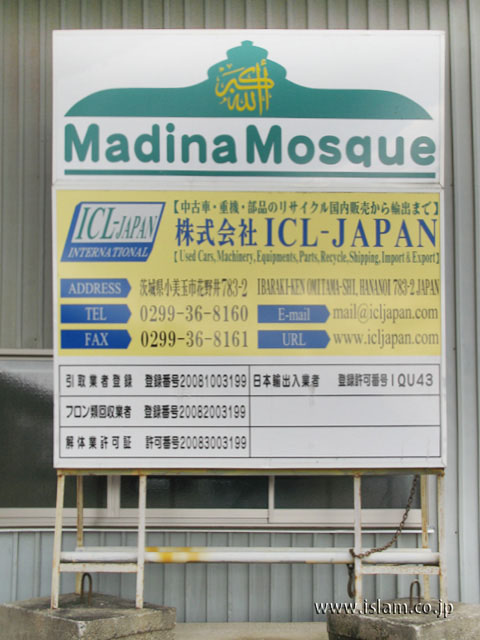 الله أكبر
Madina Mosque
ICL-JAPAN
INTERNATIONAL
【中古車・重機・部品のリサイクル国内販売から輸出まで】
株式会社 ICL-JAPAN
【Used Cars, Machinery, Equipments, Parts, Recycle, Shipping, Import & Export】
ADDRESS 茨城県小美玉市花野井783-2 IBARAKI-KEN OMITAMA-SHI, HANANOI 783-2 JAPAN
TEL 0299-36-8160 E-mail mail@icljapan.com
FAX 0299-36-8161 URL www.icljapan.com
引取業者登録 登録番号20081003199 日本輸出入業者 登録許可番号1QU43
フロン類回収業者 登録番号20082003199
解体業許可証 許可番号20083003199
www.islam.co.jp